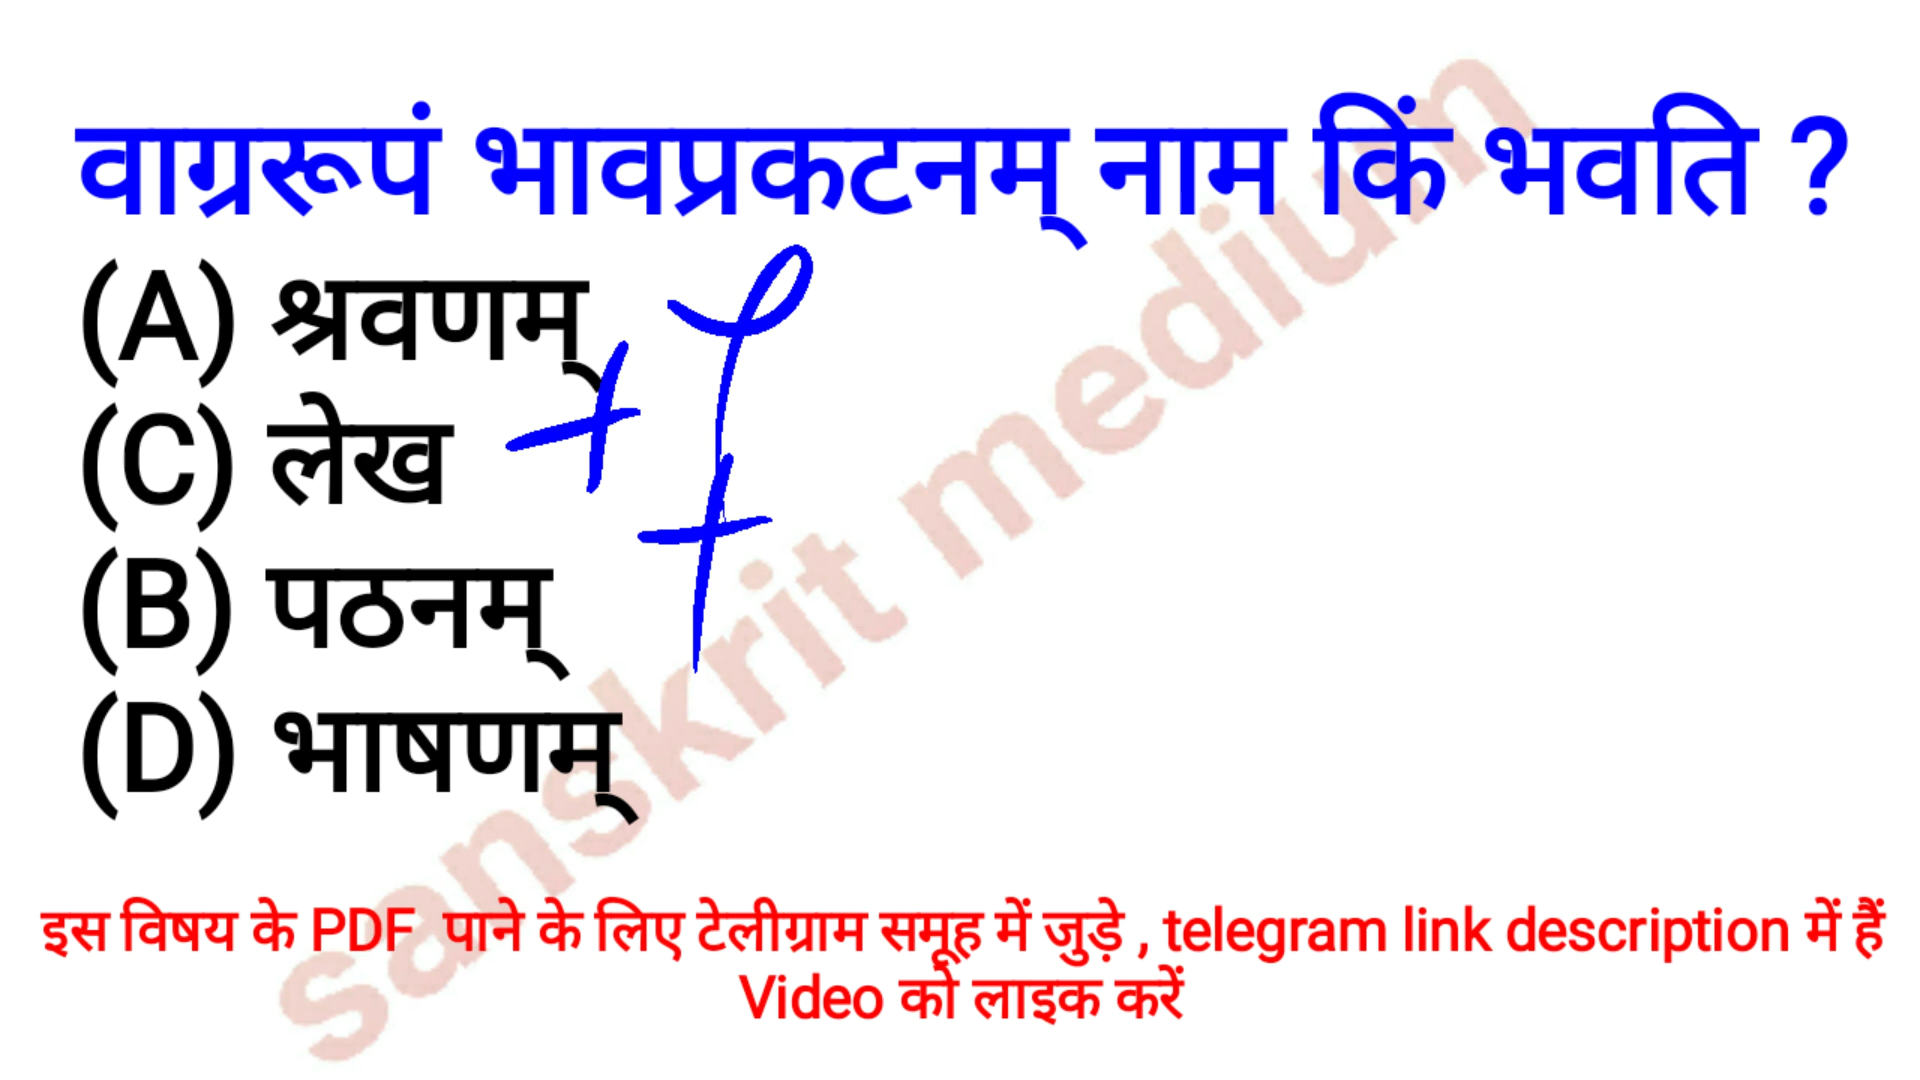 वाग्ररूपं भावप्रकटनम् नाम किं भवति ?
(A) श्रवणम्
(C) लेख
(B) पठनम्
(D) भाषणम्
sanskrit medium
इस विषय के PDF पाने के लिए टेलीग्राम समूह में जुड़े , telegram link description में हैं
Video को लाइक करें